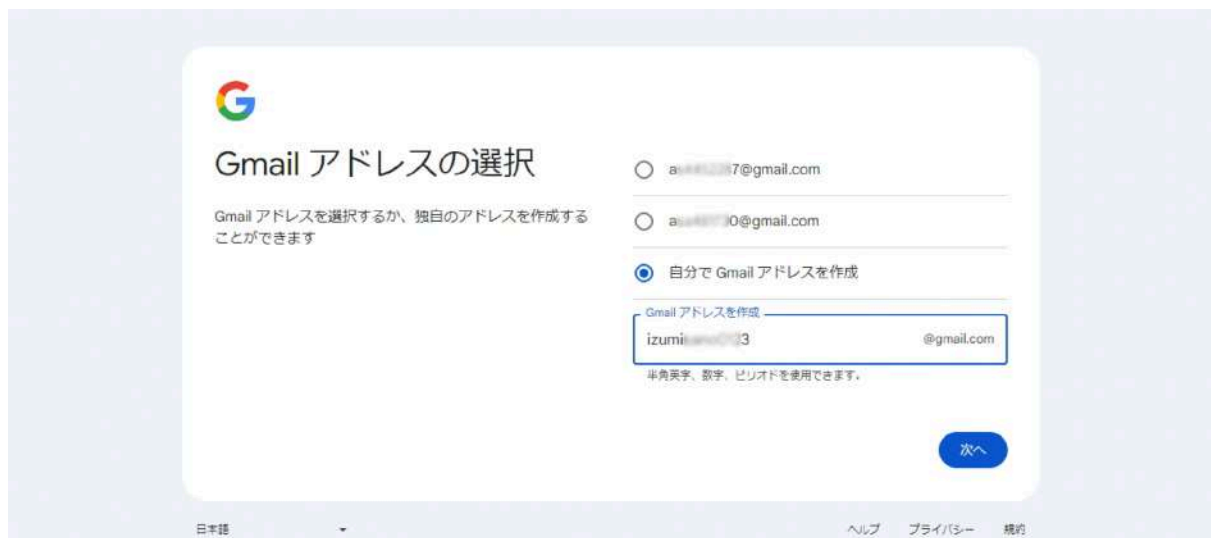 Gmail アドレスの選択
Gmail アドレスを選択するか、独自のアドレスを作成する
ことができます
a 7@gmail.com
a 0@gmail.com
自分で Gmail アドレスを作成
Gmail アドレスを作成
izumi 3 @gmail.com
半角英字、数字、ピリオドを使用できます。
次へ
日本語 ヘルプ プライバシー 規約